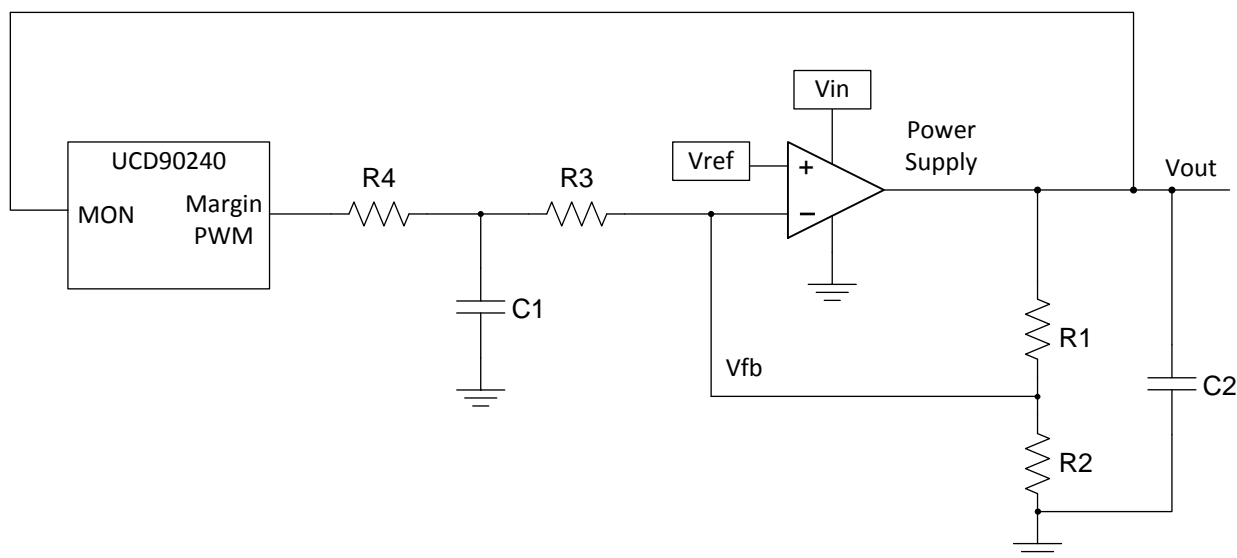 UCD90240
MON
Margin
PWM
R4
C1
R3
Vref
Vin
+
−
Power
Supply
Vout
Vfb
R1
R2
C2